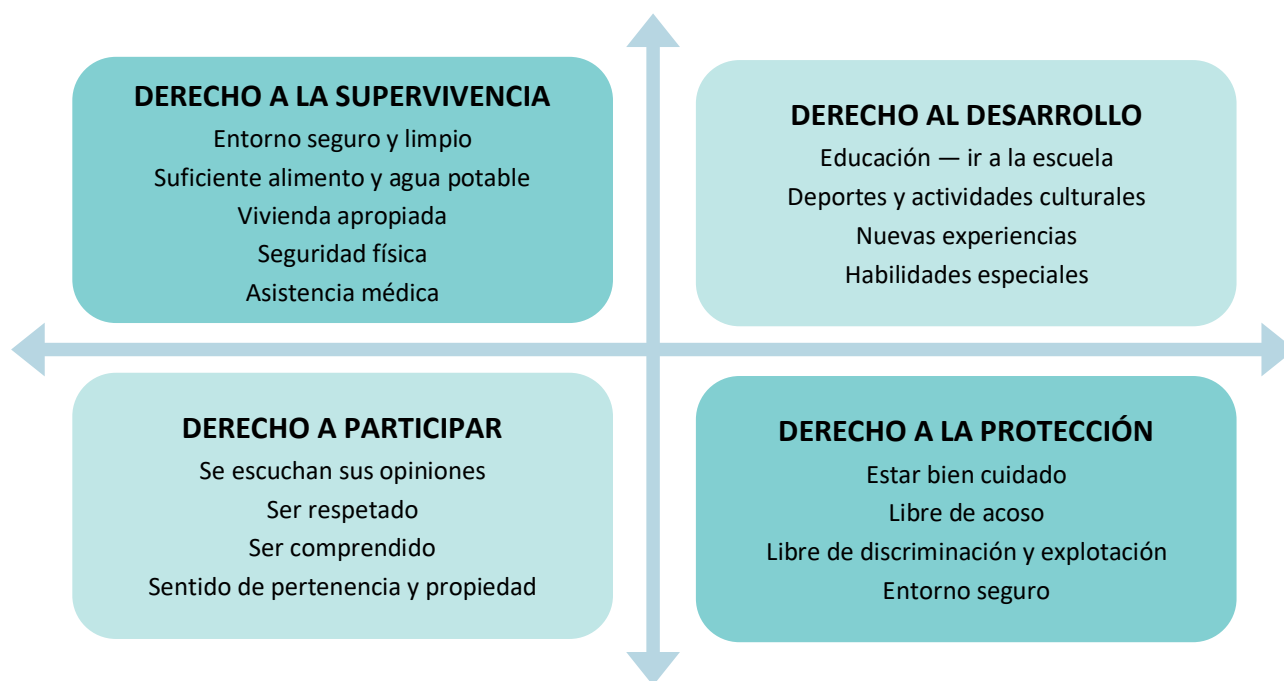 DERECHO A LA SUPERVIVENCIA
Entorno seguro y limpio
Suficiente alimento y agua potable
Vivienda apropiada
Seguridad física
Asistencia médica
DERECHO AL DESARROLLO
Educación — ir a la escuela
Deportes y actividades culturales
Nuevas experiencias
Habilidades especiales
DERECHO A PARTICIPAR
Se escuchan sus opiniones
Ser respetado
Ser comprendido
Sentido de pertenencia y propiedad
DERECHO A LA PROTECCIÓN
Estar bien cuidado
Libre de acoso
Libre de discriminación y explotación
Entorno seguro